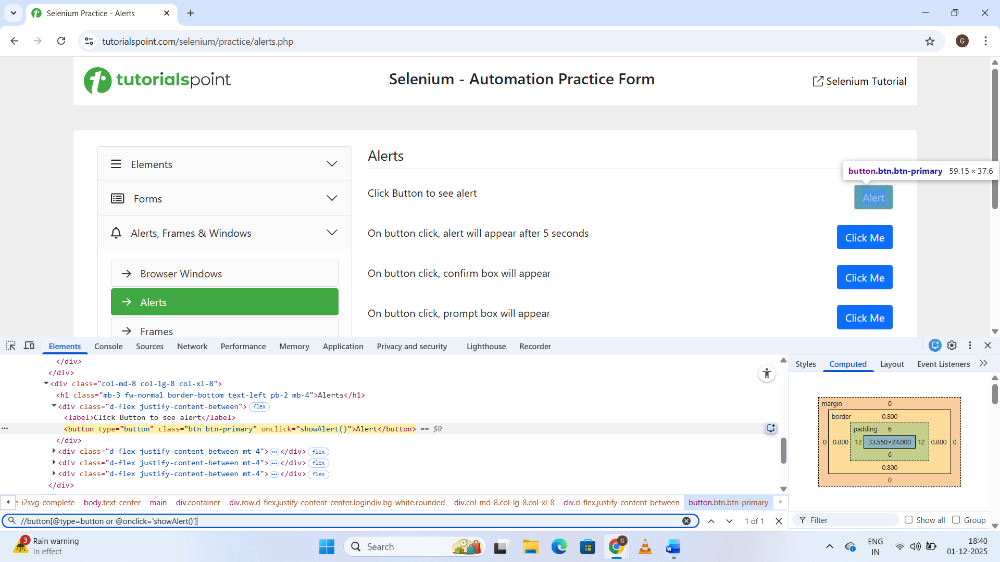 Selenium Practice - Alerts
tutorialspoint.com/selenium/practice/alerts.php
G
tutorialspoint
Selenium - Automation Practice Form
Selenium Tutorial
Elements
Forms
Alerts, Frames & Windows
Browser Windows
Alerts
Frames
Alerts
button.btn.btn-primary 59.15 × 37.6
Click Button to see alert
Alert
On button click, alert will appear after 5 seconds
Click Me
On button click, confirm box will appear
Click Me
On button click, prompt box will appear
Click Me
Elements Console Sources Network Performance Memory Application Privacy and security Lighthouse Recorder
</div>
</div>
<div class="col-md-8 col-lg-8 col-xl-8">
<h1 class="mb-3 fw-normal border-bottom text-left pb-2 mb-4">Alerts</h1>
<div class="d-flex justify-content-between"> flex
<label>Click Button to see alert</label>
<button type="button" class="btn btn-primary" onclick="showAlert()">Alert</button> == $0
</div>
<div class="d-flex justify-content-between mt-4"> … </div> flex
<div class="d-flex justify-content-between mt-4"> … </div> flex
<div class="d-flex justify-content-between mt-4"> … </div> flex
</div>
e-i2svg-complete body.text-center main div.container div.row.d-flex.justify-content-center.logindiv.bg-white.rounded div.col-md-8.col-lg-8.col-xl-8 div.d-flex.justify-content-between button.btn.btn-primary
//button[@type=button or @onclick='showAlert()']
1 of 1
Styles Computed Layout Event Listeners
margin 0
border 0.800
padding 6
0 0.800 12 33.550×24.000 12 0.800 0
6
0.800
0
Filter Show all Group
3
Rain warning
In effect
Search
G
ENG
IN
18:40
01-12-2025